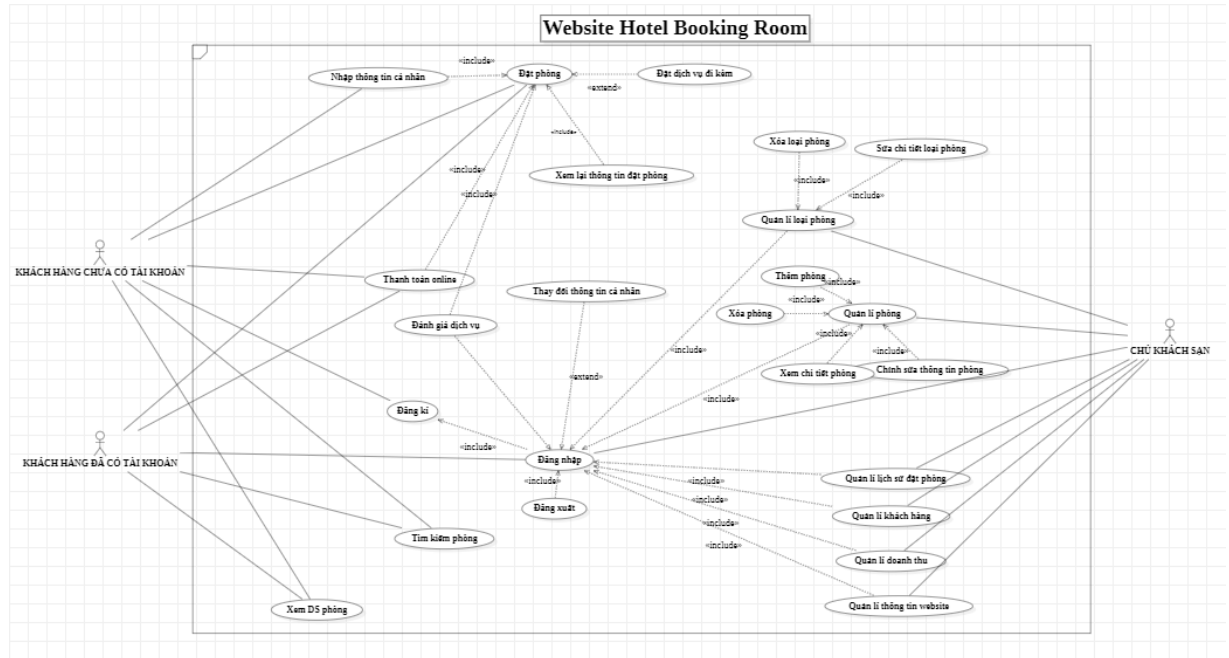 Website Hotel Booking Room
«include»
Nhập thông tin cá nhân
Đặt phòng
Đặt dịch vụ đi kèm
«extend»
«include»
Xóa loại phòng
Sửa chi tiết loại phòng
«include»
Xem lại thông tin đặt phòng
«include»
«include»
«include»
Quản lí loại phòng
KHÁCH HÀNG CHƯA CÓ TÀI KHOẢN
Thanh toán online
Thêm phòng
«include»
Thay đổi thông tin cá nhân
«include»
Xóa phòng
Quản lí phòng
Đánh giá dịch vụ
«include»
«include»
«include»
CHỦ KHÁCH SẠN
Xem chi tiết phòng
Chỉnh sửa thông tin phòng
«extend»
«include»
Đăng kí
«include»
KHÁCH HÀNG ĐÃ CÓ TÀI KHOẢN
Đăng nhập
«include»
«include»
Quản lí lịch sử đặt phòng
«include»
Đăng xuất
Quản lí khách hàng
«include»
Tìm kiếm phòng
«include»
Quản lí doanh thu
Xem DS phòng
Quản lí thông tin website